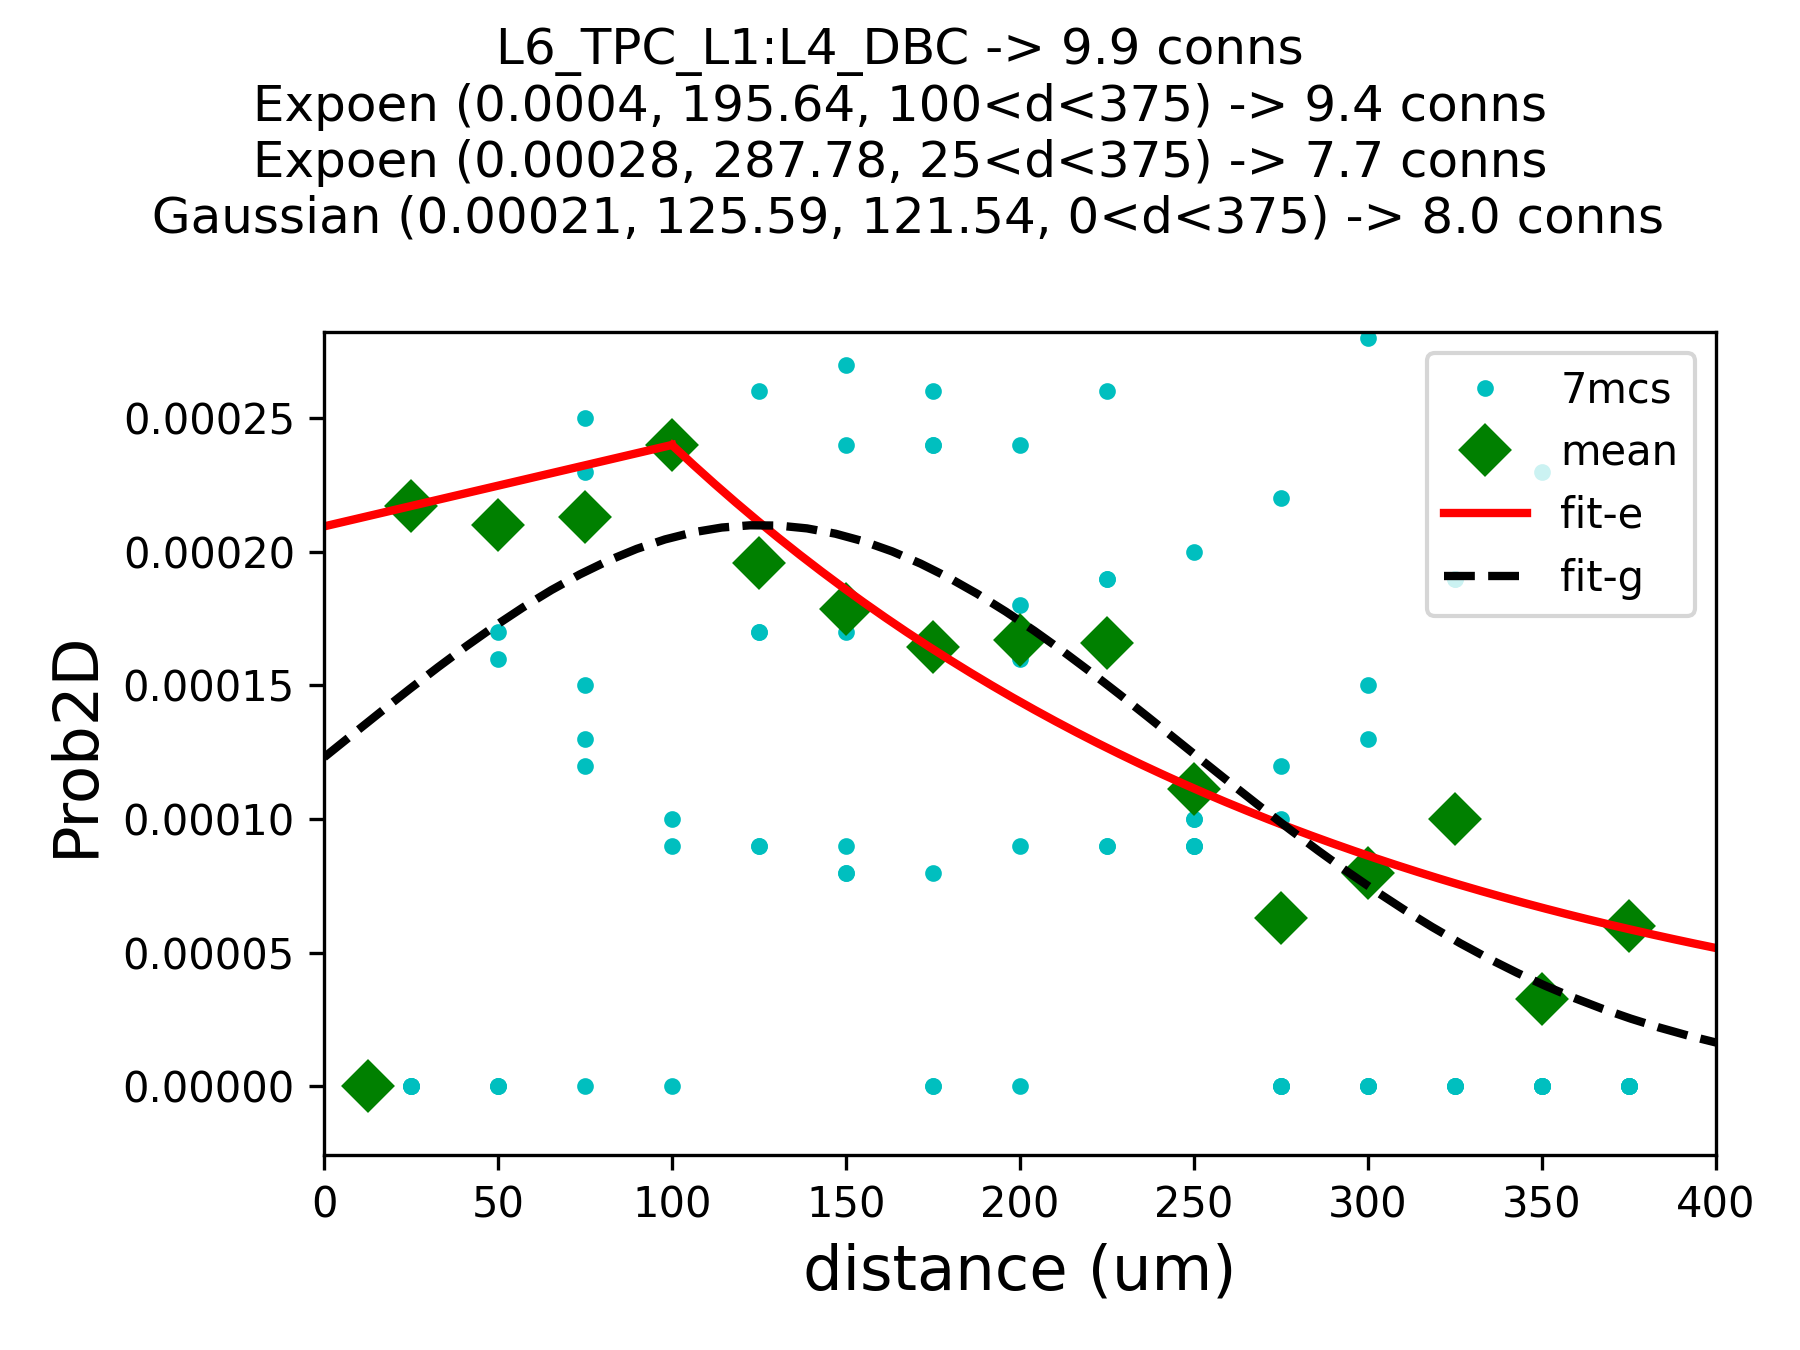 L6_TPC_L1:L4_DBC -> 9.9 conns
Expoen (0.0004, 195.64, 100<d<375) -> 9.4 conns
Expoen (0.00028, 287.78, 25<d<375) -> 7.7 conns
Gaussian (0.00021, 125.59, 121.54, 0<d<375) -> 8.0 conns
7mcs
mean
fit-e
fit-g
Prob2D
0.00025
0.00020
0.00015
0.00010
0.00005
0.00000
0 50 100 150 200 250 300 350 400
distance (um)